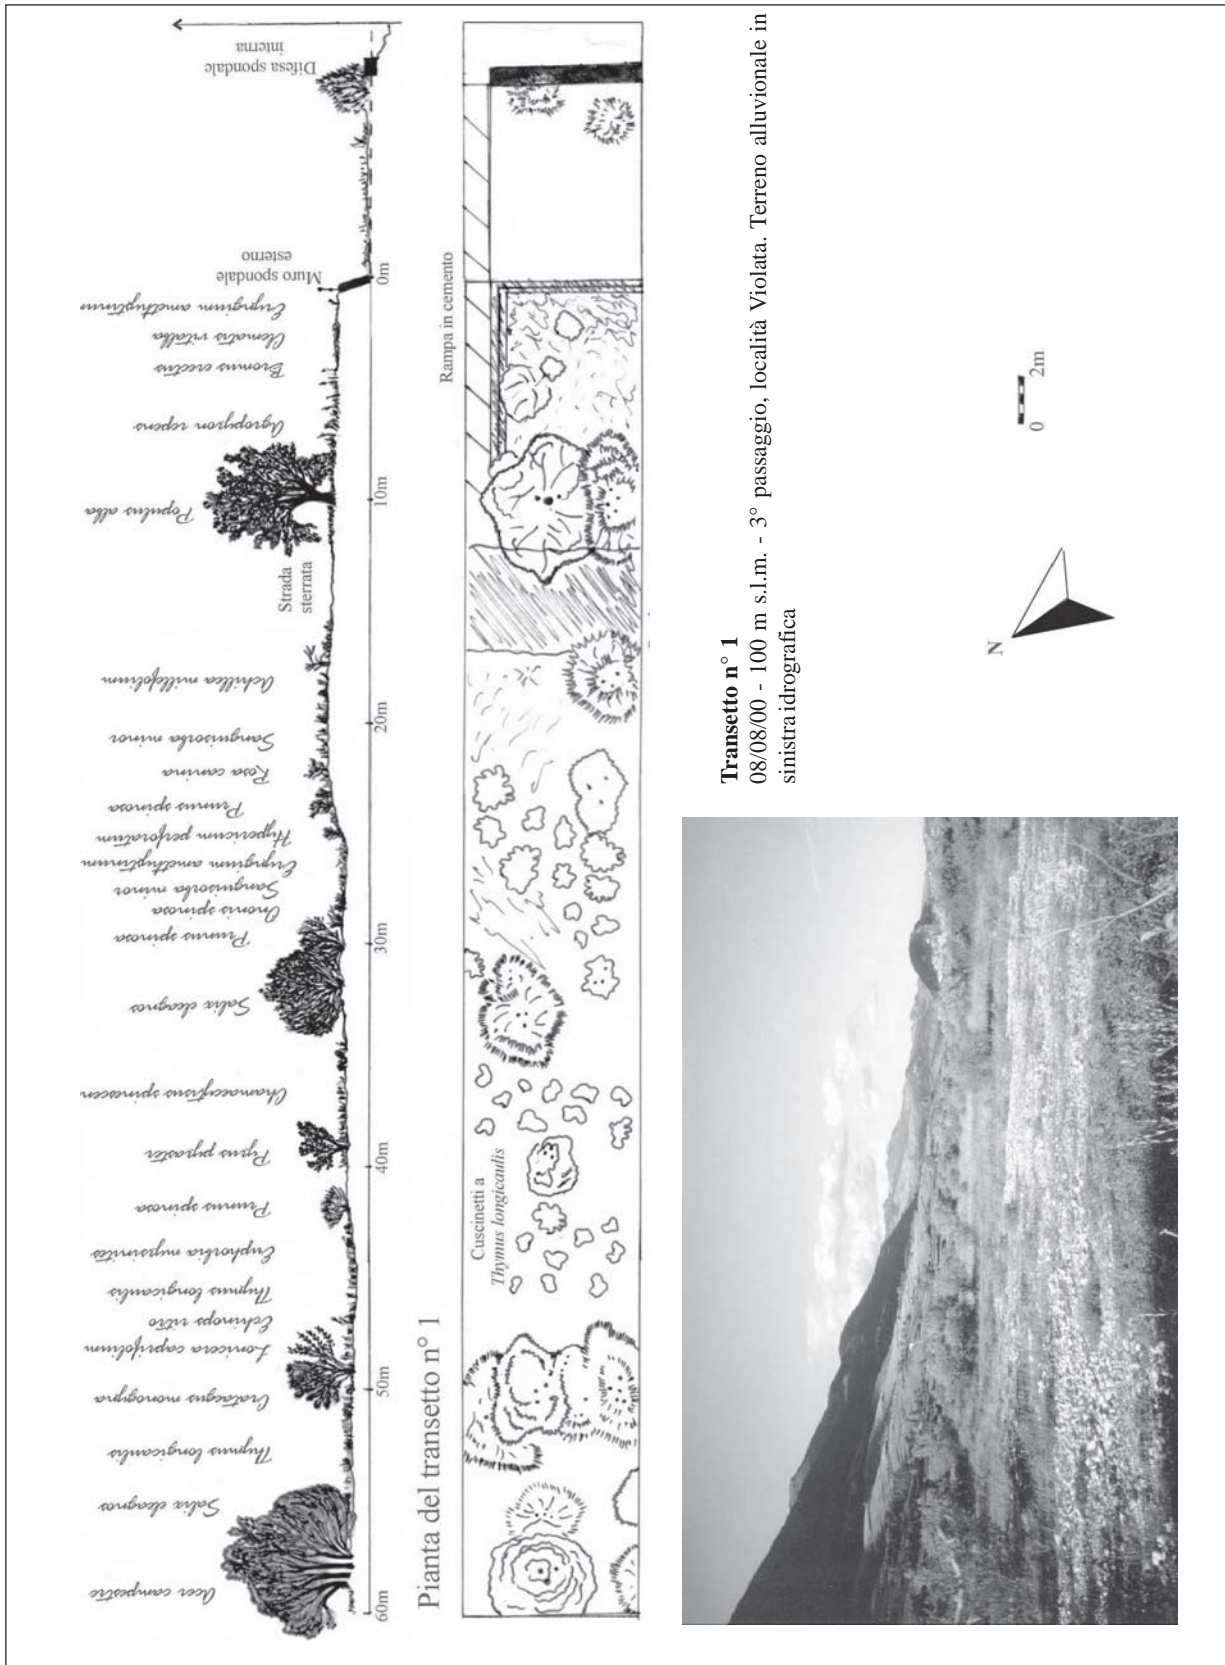 Acer campestre
Salix eleagnos
Thymus longicaulis
Crataegus monogyna
Lonicera caprifolium
Echinops ritro
Thymus longicaulis
Euphorbia myrsinites
Prunus spinosa
Pyrus pyraster
Chamaecytisus spinescen
Salix eleagnos
Prunus spinosa
Ononis spinosa
Sanguisorba minor
Eryngium amethystinum
Hypericum perforatum
Prunus spinosa
Rosa canina
Sanguisorba minor
Achillea millefolium
Strada
sterrata
Populus alba
Agropyron repens
Bromus erectus
Clematis vitalba
Eryngium amethystinum
Muro spondale
esterno
Difesa spondale
interna
60m
50m
40m
30m
20m
10m
0m
Pianta del transetto n° 1
Cuscinetti a
Thymus longicaulis
Rampa in cemento
Transetto n° 1
08/08/00 - 100 m s.l.m. - 3° passaggio, località Violata. Terreno alluvionale in
sinistra idrografica
N
0
2m